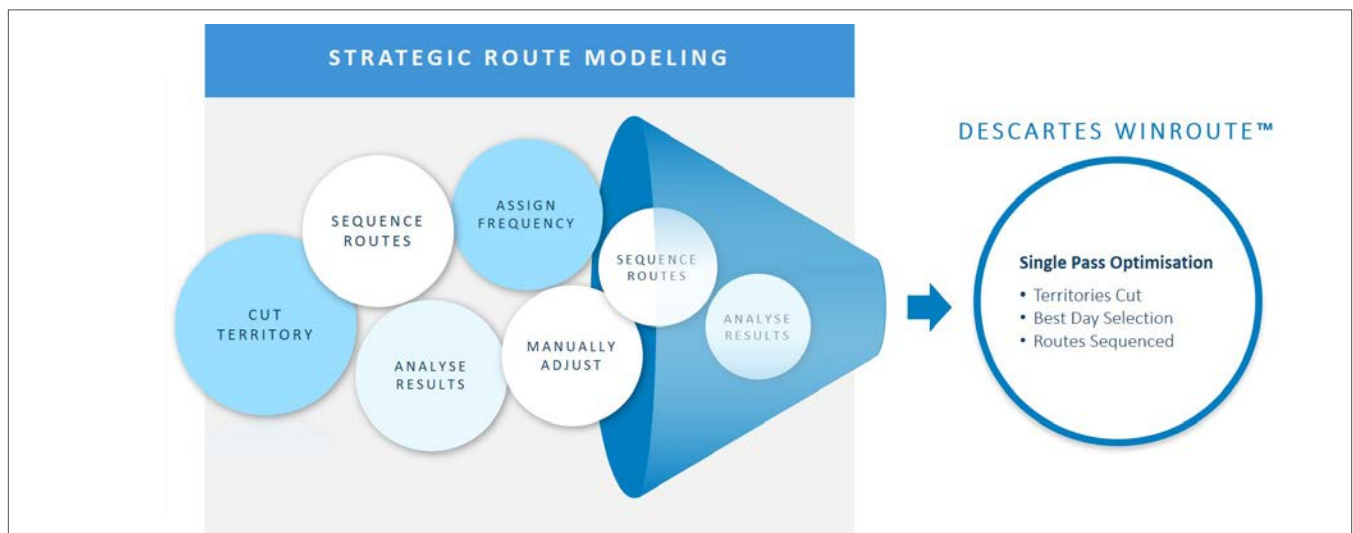 STRATEGIC ROUTE MODELING
CUT
TERRITORY
SEQUENCE
ROUTES
ANALYSE
RESULTS
ASSIGN
FREQUENCY
MANUALLY
ADJUST
SEQUENCE
ROUTES
ANALYSE
RESULTS
DESCARTES WINROUTE™
Single Pass Optimisation
• Territories Cut
• Best Day Selection
• Routes Sequenced